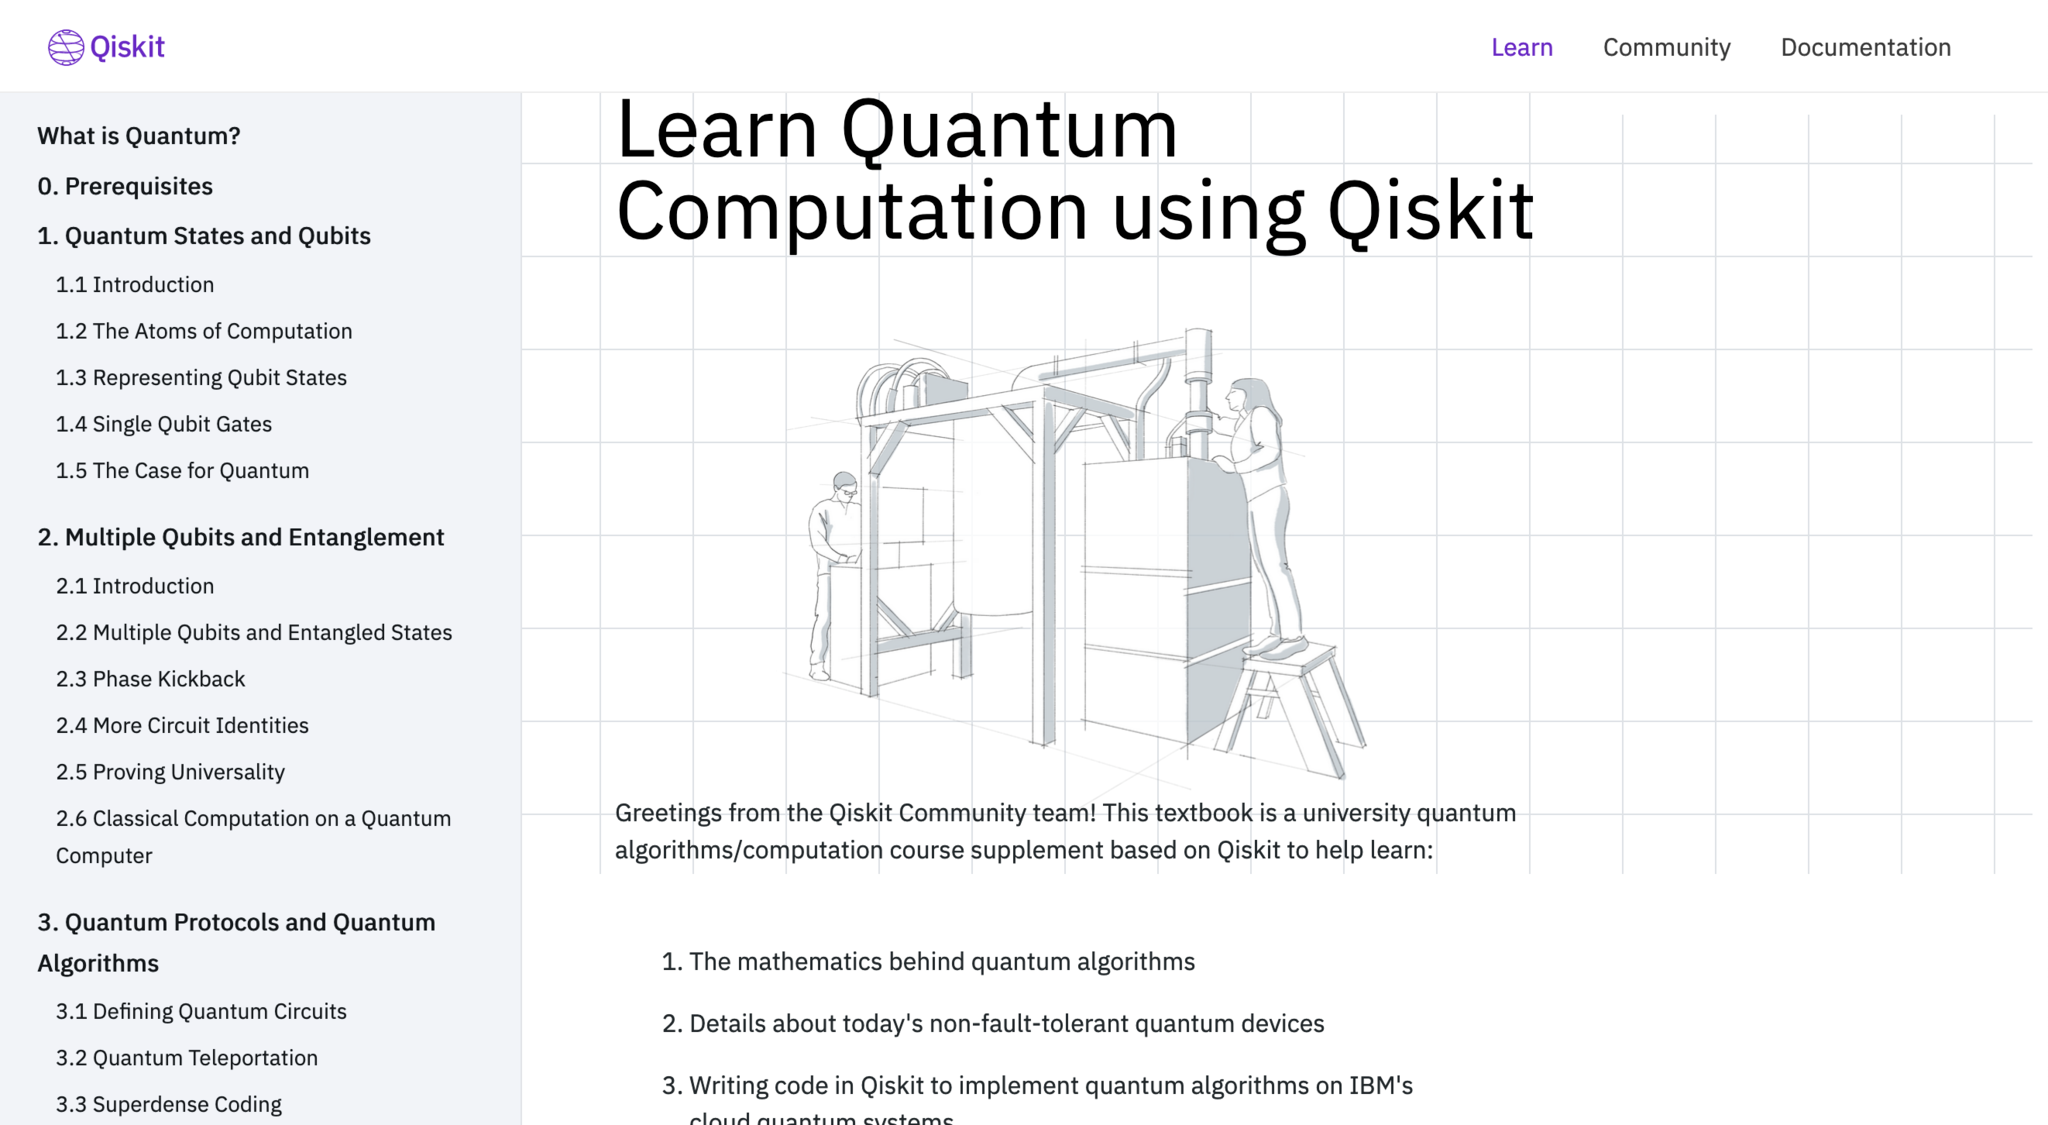 Qiskit
Learn
Community
Documentation
What is Quantum?
0. Prerequisites
1. Quantum States and Qubits
1.1 Introduction
1.2 The Atoms of Computation
1.3 Representing Qubit States
1.4 Single Qubit Gates
1.5 The Case for Quantum
2. Multiple Qubits and Entanglement
2.1 Introduction
2.2 Multiple Qubits and Entangled States
2.3 Phase Kickback
2.4 More Circuit Identities
2.5 Proving Universality
2.6 Classical Computation on a Quantum
Computer
3. Quantum Protocols and Quantum
Algorithms
3.1 Defining Quantum Circuits
3.2 Quantum Teleportation
3.3 Superdense Coding
Learn Quantum
Computation using Qiskit
Greetings from the Qiskit Community team! This textbook is a university quantum
algorithms/computation course supplement based on Qiskit to help learn:
1. The mathematics behind quantum algorithms
2. Details about today's non-fault-tolerant quantum devices
3. Writing code in Qiskit to implement quantum algorithms on IBM's
cloud quantum systems